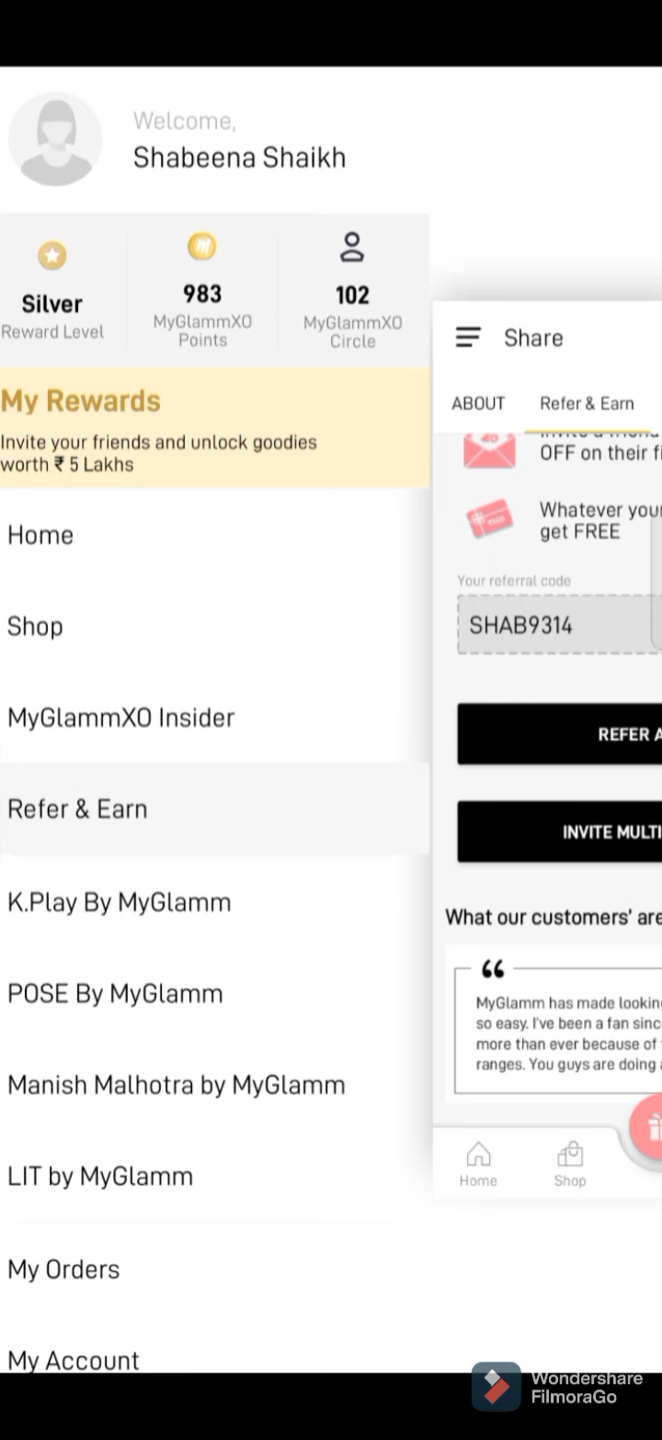 Welcome,
Shabeena Shaikh
Silver
Reward Level
983
MyGlammXO
Points
102
MyGlammXO
Circle
My Rewards
Invite your friends and unlock goodies
worth ₹ 5 Lakhs
Home
Shop
MyGlammXO Insider
Refer & Earn
K.Play By MyGlamm
POSE By MyGlamm
Manish Malhotra by MyGlamm
LIT by MyGlamm
My Orders
My Account
Share
ABOUT Refer & Earn
OFF on their fi
Whatever your
get FREE
Your referral code
SHAB9314
REFER A
INVITE MULTI
What our customers' are
“
MyGlamm has made looking
so easy. I've been a fan sinc
more than ever because of
ranges. You guys are doing a
Home Shop
Wondershare
FilmoraGo